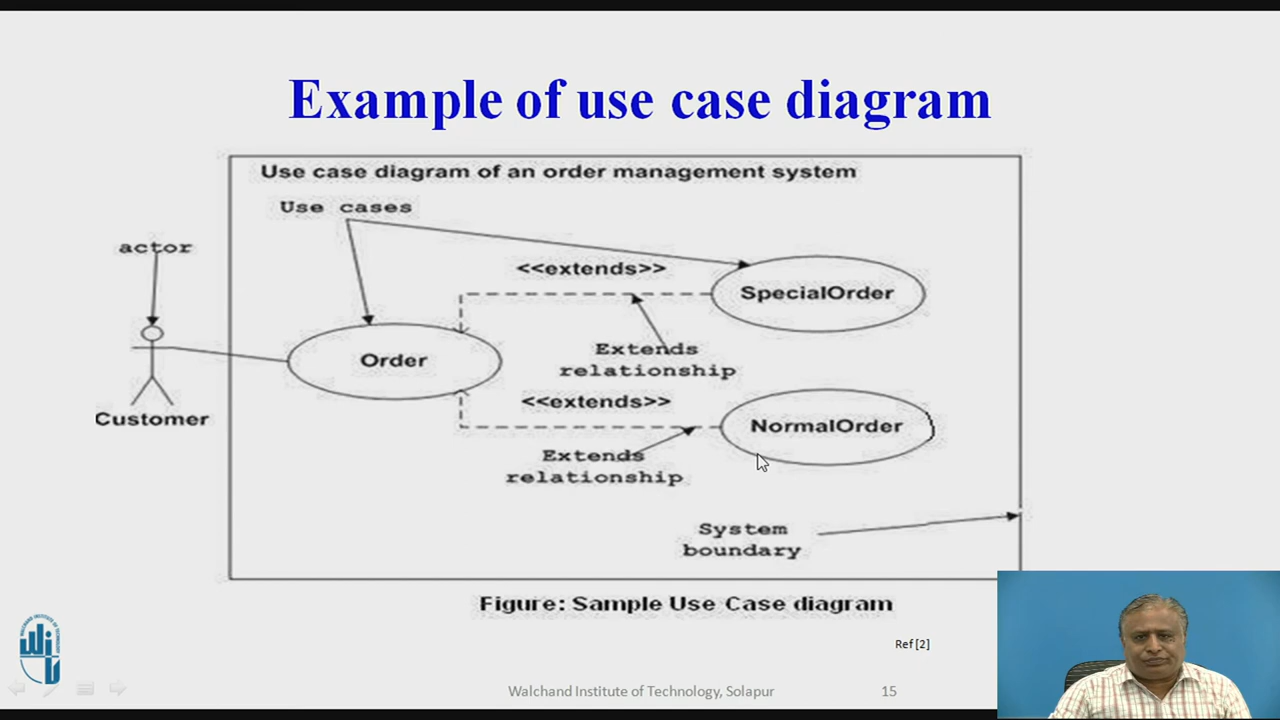 Example of use case diagram
Use case diagram of an order management system
Use cases
actor
<<extends>>
SpecialOrder
Extends
relationship
Order
<<extends>>
Customer
NormalOrder
Extends
relationship
System
boundary
Figure: Sample Use Case diagram
Ref [2]
Walchand Institute of Technology, Solapur
15